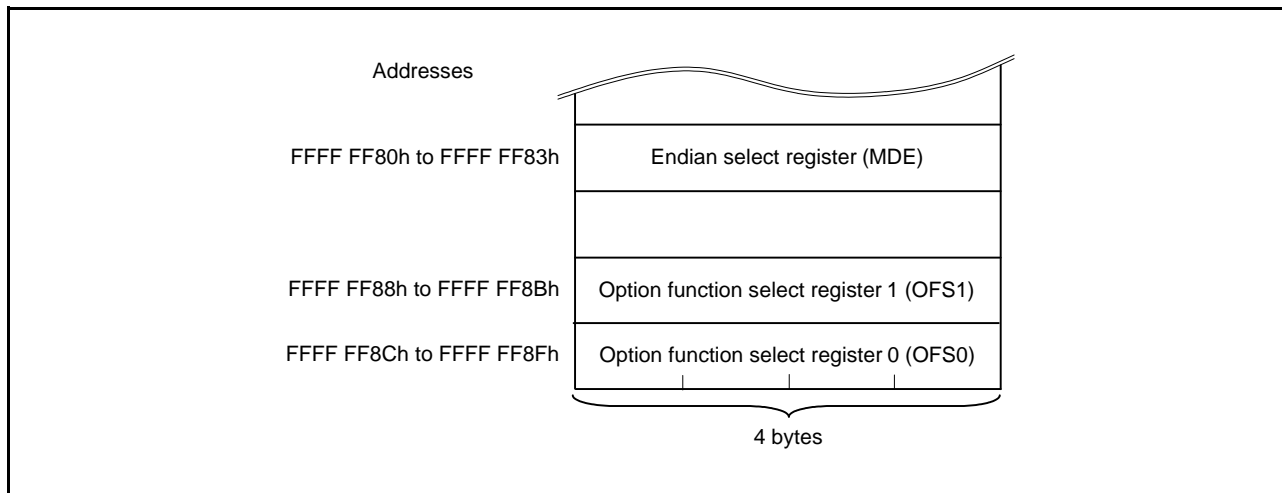 Addresses
FFFF FF80h to FFFF FF83h Endian select register (MDE)
FFFF FF88h to FFFF FF8Bh Option function select register 1 (OFS1)
FFFF FF8Ch to FFFF FF8Fh Option function select register 0 (OFS0)
4 bytes